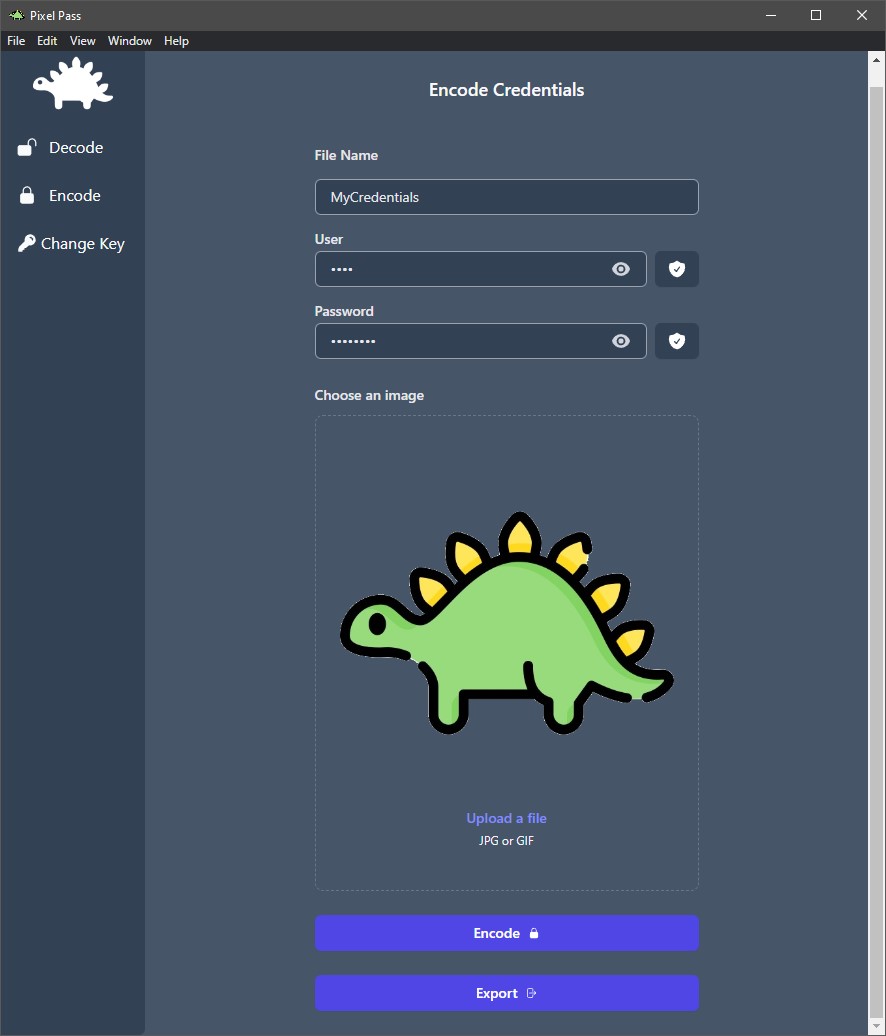 Pixel Pass
File Edit View Window Help
Decode
Encode
Change Key
Encode Credentials
File Name
MyCredentials
User
••••
Password
••••••••
Choose an image
Upload a file
JPG or GIF
Encode
Export